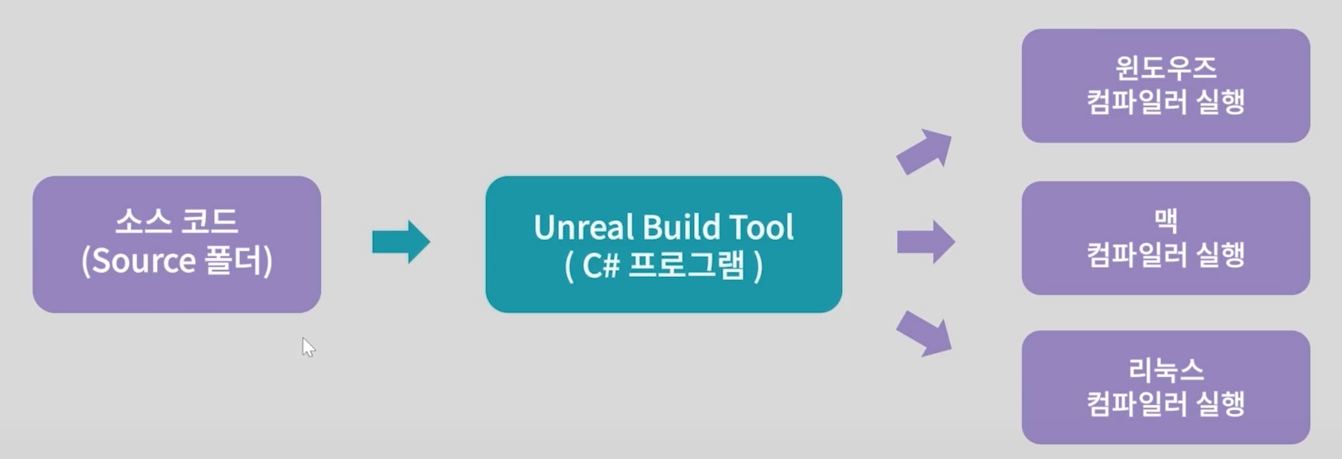 소스 코드
(Source 폴더)
Unreal Build Tool
( C# 프로그램 )
윈도우즈
컴파일러 실행
맥
컴파일러 실행
리눅스
컴파일러 실행